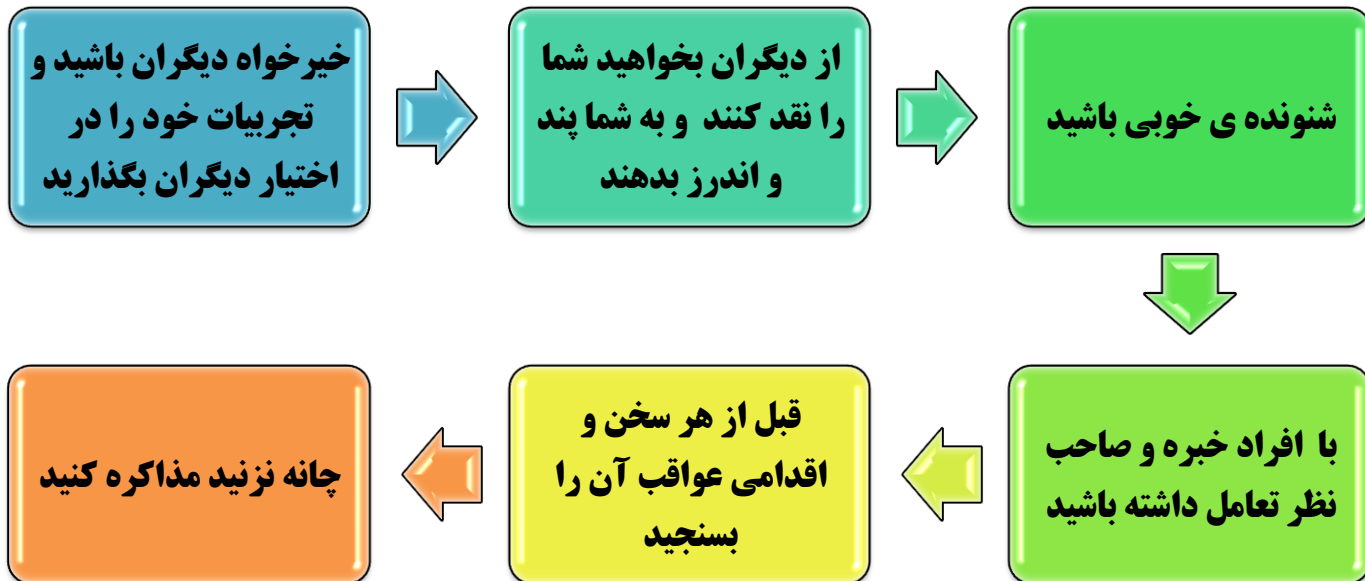 خیرخواه دیگران باشید و
تجربیات خود را در
اختیار دیگران بگذارید
از دیگران بخواهید شما
را نقد کنند و به شما پند
و اندرز بدهند
شنونده ی خوبی باشید
با افراد خبره و صاحب
نظر تعامل داشته باشید
قبل از هر سخن و
اقدامی عواقب آن را
بسنجید
چانه نزنید مذاکره کنید